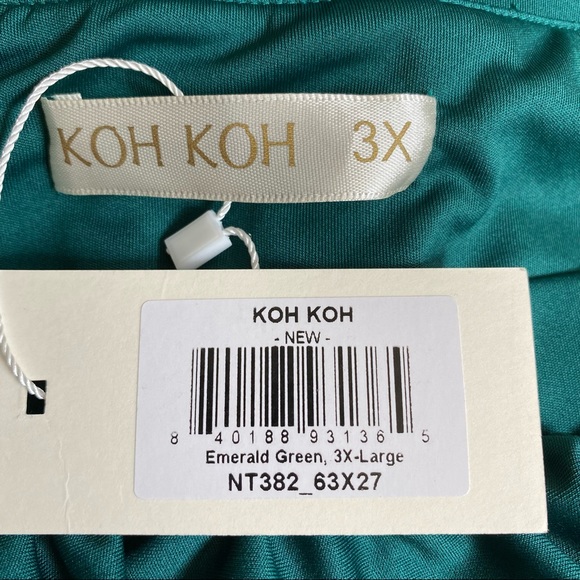 KOH KOH 3X
KOH KOH
- NEW -
8 40188 93136 5
Emerald Green, 3X-Large
NT382_63X27